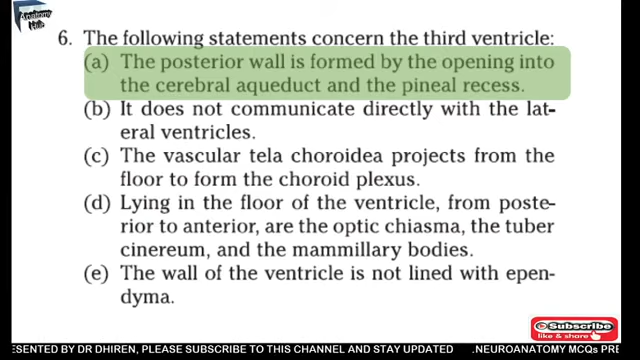 Anatomy
Hub
6. The following statements concern the third ventricle:
(a) The posterior wall is formed by the opening into
the cerebral aqueduct and the pineal recess.
(b) It does not communicate directly with the lat-
eral ventricles.
(c) The vascular tela choroidea projects from the
floor to form the choroid plexus.
(d) Lying in the floor of the ventricle, from poste-
rior to anterior, are the optic chiasma, the tuber
cinereum, and the mammillary bodies.
(e) The wall of the ventricle is not lined with epen-
dyma.
Subscribe
like & share
ESENTED BY DR DHIREN, PLEASE SUBSCRIBE TO THIS CHANNEL AND STAY UPDATED .NEUROANATOMY MCQs PRE